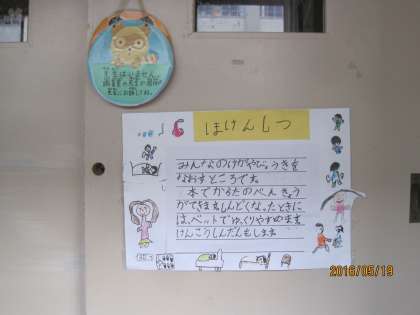 ほけんしつ
みんなのけがやびょうきを
なおすところです。
本でからだのべんきょう
ができます。しんどくなったときに
は、ベットでゆっくりやすめます。
けんこうしんだんもします。
2016/05/19